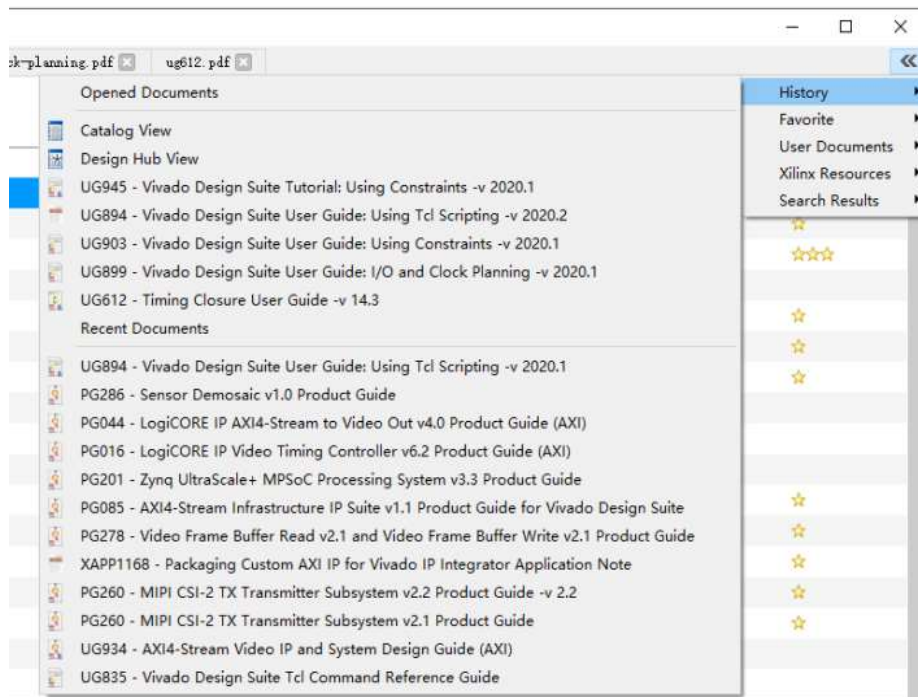 ck-planning.pdf
ug612.pdf
Opened Documents
Catalog View
Design Hub View
UG945 - Vivado Design Suite Tutorial: Using Constraints -v 2020.1
UG894 - Vivado Design Suite User Guide: Using Tcl Scripting -v 2020.2
UG903 - Vivado Design Suite User Guide: Using Constraints -v 2020.1
UG899 - Vivado Design Suite User Guide: I/O and Clock Planning -v 2020.1
UG612 - Timing Closure User Guide -v 14.3
Recent Documents
UG894 - Vivado Design Suite User Guide: Using Tcl Scripting -v 2020.1
PG286 - Sensor Demosaic v1.0 Product Guide
PG044 - LogiCORE IP AXI4-Stream to Video Out v4.0 Product Guide (AXI)
PG016 - LogiCORE IP Video Timing Controller v6.2 Product Guide (AXI)
PG201 - Zynq UltraScale+ MPSoC Processing System v3.3 Product Guide
PG085 - AXI4-Stream Infrastructure IP Suite v1.1 Product Guide for Vivado Design Suite
PG278 - Video Frame Buffer Read v2.1 and Video Frame Buffer Write v2.1 Product Guide
XAPP1168 - Packaging Custom AXI IP for Vivado IP Integrator Application Note
PG260 - MIPI CSI-2 TX Transmitter Subsystem v2.2 Product Guide -v 2.2
PG260 - MIPI CSI-2 TX Transmitter Subsystem v2.1 Product Guide
UG934 - AXI4-Stream Video IP and System Design Guide (AXI)
UG835 - Vivado Design Suite Tcl Command Reference Guide
History
Favorite
User Documents
Xilinx Resources
Search Results